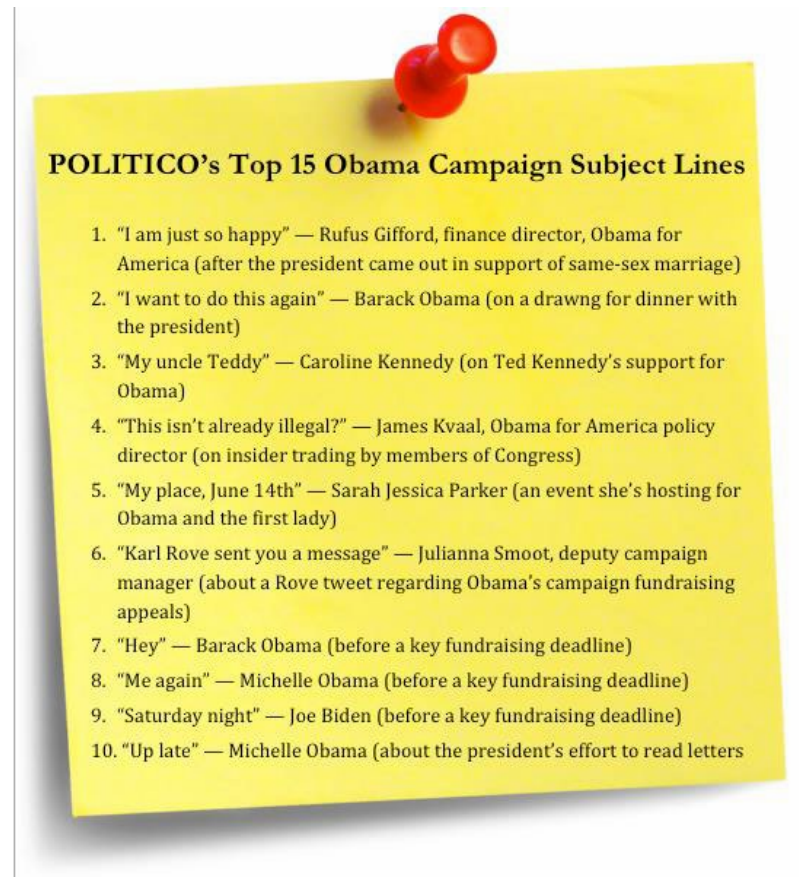 POLITICO’s Top 15 Obama Campaign Subject Lines
1. “I am just so happy” — Rufus Gifford, finance director, Obama for
America (after the president came out in support of same-sex marriage)
2. “I want to do this again” — Barack Obama (on a drawng for dinner with
the president)
3. “My uncle Teddy” — Caroline Kennedy (on Ted Kennedy’s support for
Obama)
4. “This isn’t already illegal?” — James Kvaal, Obama for America policy
director (on insider trading by members of Congress)
5. “My place, June 14th” — Sarah Jessica Parker (an event she’s hosting for
Obama and the first lady)
6. “Karl Rove sent you a message” — Julianna Smoot, deputy campaign
manager (about a Rove tweet regarding Obama’s campaign fundraising
appeals)
7. “Hey” — Barack Obama (before a key fundraising deadline)
8. “Me again” — Michelle Obama (before a key fundraising deadline)
9. “Saturday night” — Joe Biden (before a key fundraising deadline)
10. “Up late” — Michelle Obama (about the president’s effort to read letters